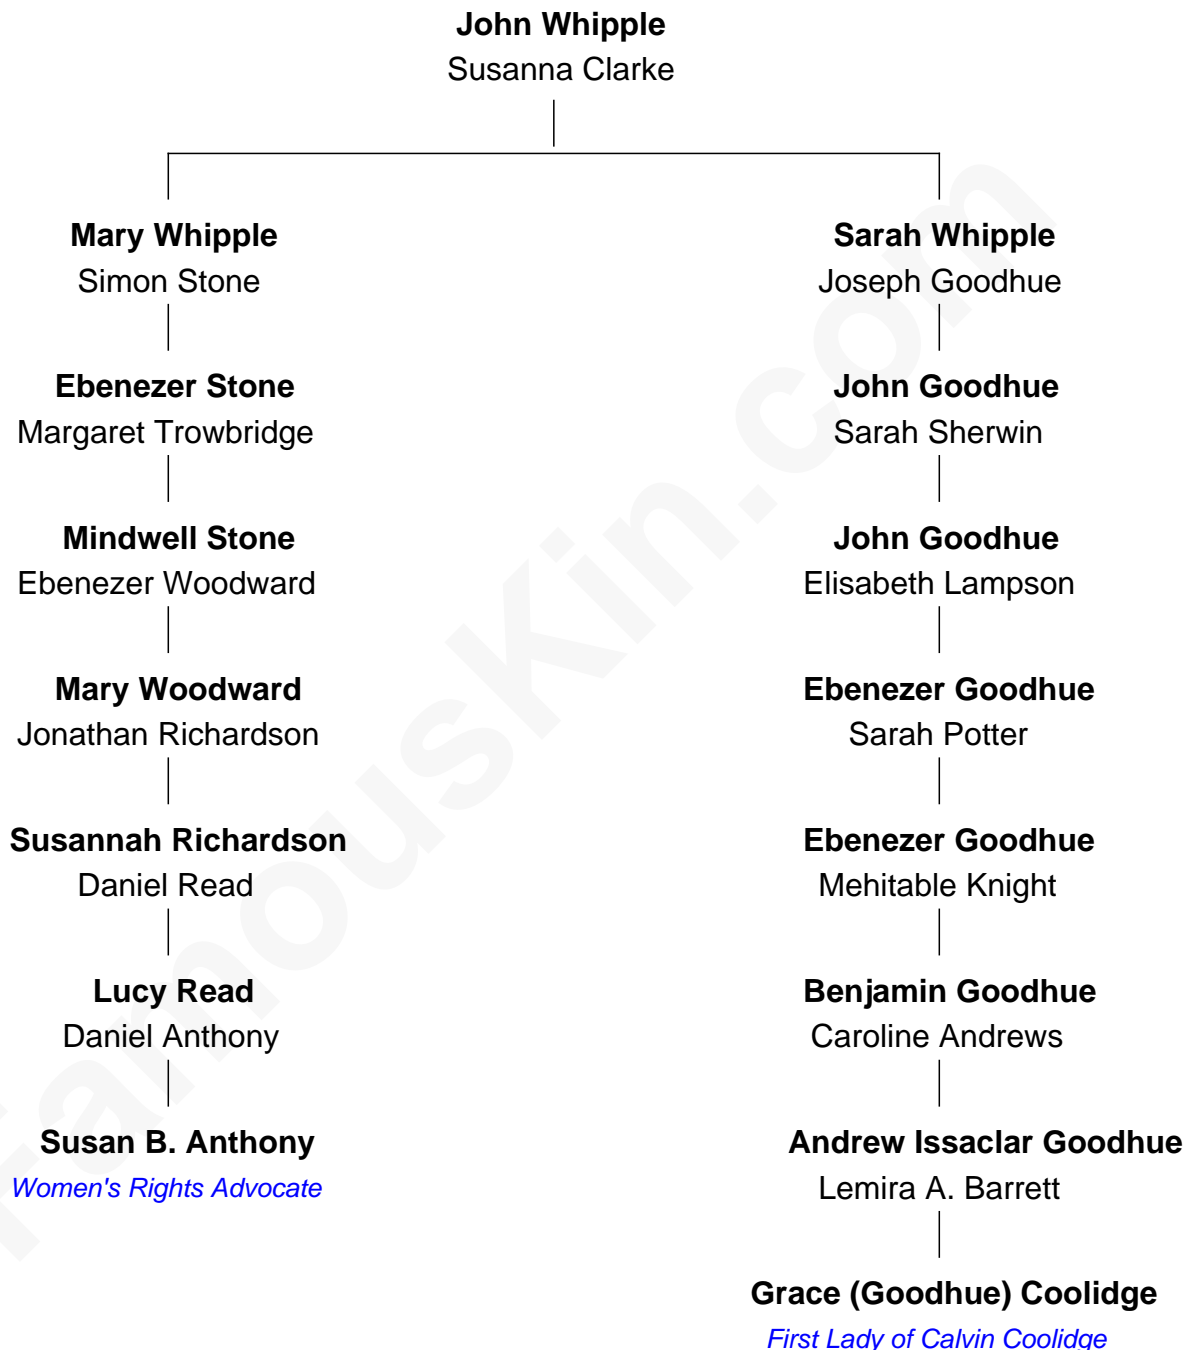 John Whipple
Susanna Clarke
Mary Whipple
Simon Stone
Sarah Whipple
Joseph Goodhue
Ebenezer Stone
Margaret Trowbridge
John Goodhue
Sarah Sherwin
Mindwell Stone
Ebenezer Woodward
John Goodhue
Elisabeth Lampson
Mary Woodward
Jonathan Richardson
Ebenezer Goodhue
Sarah Potter
Susannah Richardson
Daniel Read
Ebenezer Goodhue
Mehitable Knight
Lucy Read
Daniel Anthony
Benjamin Goodhue
Caroline Andrews
Susan B. Anthony
Women's Rights Advocate
Andrew Issaclar Goodhue
Lemira A. Barrett
Grace (Goodhue) Coolidge
First Lady of Calvin Coolidge
FamousKin.com